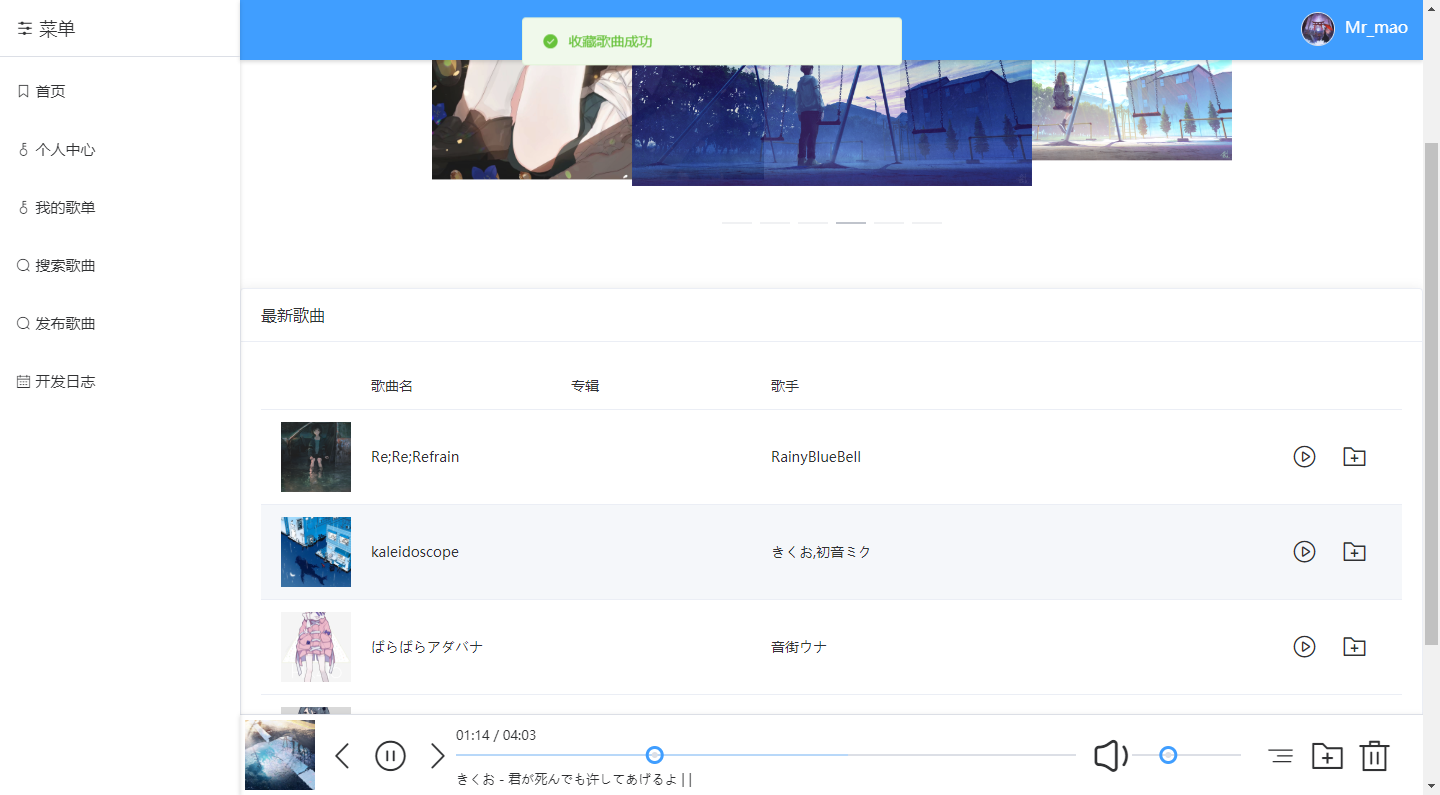 菜单
收藏歌曲成功
Mr_mao
首页
个人中心
我的歌单
搜索歌曲
发布歌曲
开发日志
最新歌曲
歌曲名 专辑 歌手
Re;Re;Refrain RainyBlueBell
kaleidoscope きくお,初音ミク
ばらばらアダバナ 音街ウナ
01:14 / 04:03
きくお - 君が死んでも许してあげるよ | |